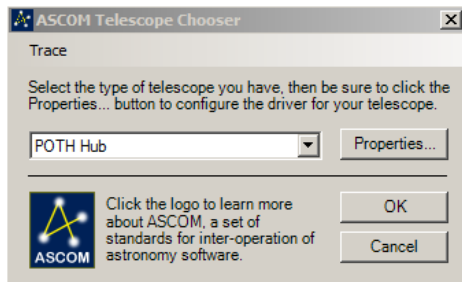 ASCOM Telescope Chooser
Trace
Select the type of telescope you have, then be sure to click the
Properties... button to configure the driver for your telescope.
POTH Hub
Properties...
Click the logo to learn more
about ASCOM, a set of
standards for inter-operation of
astronomy software.
ASCOM
OK
Cancel